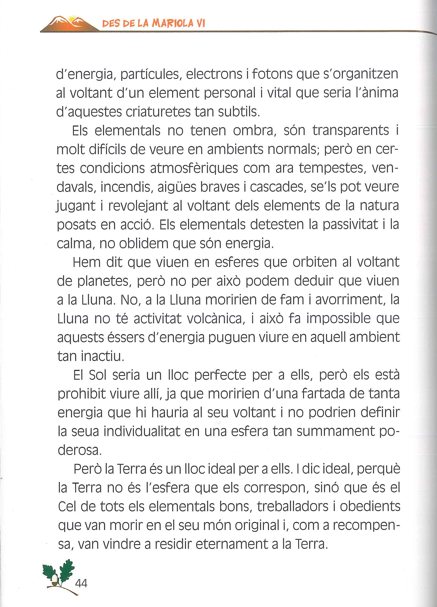 DES DE LA MARIOLA VI
d'energia, partícules, electrons i fotons que s'organitzen
al voltant d'un element personal i vital que seria l'ànima
d'aquestes criaturetes tan subtils.
Els elementals no tenen ombra, són transparents i
molt difícils de veure en ambients normals; però en cer-
tes condicions atmosfèriques com ara tempestes, ven-
davals, incendis, aigües braves i cascades, se'ls pot veure
jugant i revolejant al voltant dels elements de la natura
posats en acció. Els elementals detesten la passivitat i la
calma, no oblidem que són energia.
Hem dit que viuen en esferes que orbiten al voltant
de planetes, però no per això podem deduir que viuen
a la Lluna. No, a la Lluna moririen de fam i avorriment, la
Lluna no té activitat volcànica, i això fa impossible que
aquests éssers d'energia puguen viure en aquell ambient
tan inactiu.
El Sol seria un lloc perfecte per a ells, però els està
prohibit viure allí, ja que moririen d'una fartada de tanta
energia que hi hauria al seu voltant i no podrien definir
la seua individualitat en una esfera tan summament po-
derosa.
Però la Terra és un lloc ideal per a ells. I dic ideal, perquè
la Terra no és l'esfera que els correspon, sinó que és el
Cel de tots els elementals bons, treballadors i obedients
que van morir en el seu món original i, com a recompen-
sa, van vindre a residir eternament a la Terra.
44